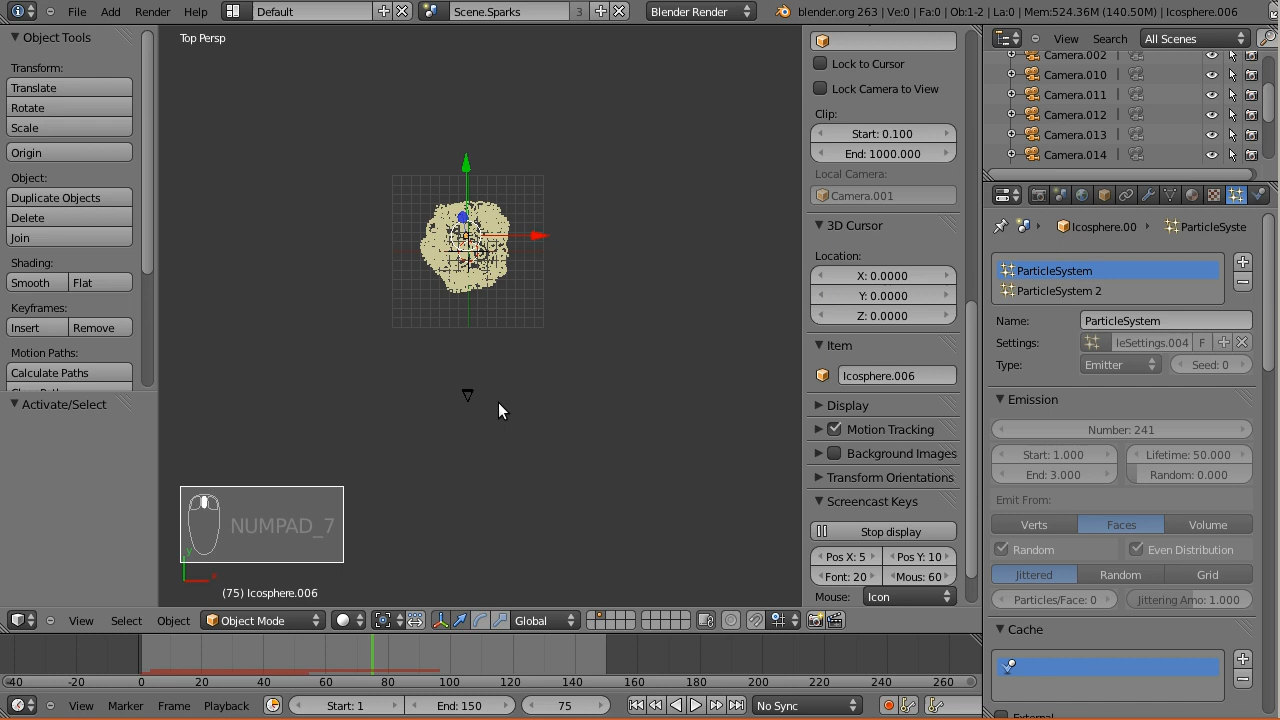 File Add Render Help Default Scene.Sparks 3 Blender Render blender.org 263 | Ve:0 | Fa:0 | Ob:1-2 | La:0 | Mem:524.36M (140.50M) | Icosphere.006
Object Tools
Transform:
Translate
Rotate
Scale
Origin
Object:
Duplicate Objects
Delete
Join
Shading:
Smooth Flat
Keyframes:
Insert Remove
Motion Paths:
Calculate Paths
Activate/Select
Top Persp
NUMPAD_7
y
x
(75) Icosphere.006
Lock to Cursor
Lock Camera to View
Clip:
Start: 0.100
End: 1000.000
Local Camera:
Camera.001
3D Cursor
Location:
X: 0.0000
Y: 0.0000
Z: 0.0000
Item
Icosphere.006
Display
Motion Tracking
Background Images
Transform Orientations
Screencast Keys
Stop display
Pos X: 5 Pos Y: 10
Font: 20 Mous: 60
Mouse: Icon
View Search All Scenes
Camera.002
Camera.010
Camera.011
Camera.012
Camera.013
Camera.014
Icosphere.00 ParticleSyste
ParticleSystem
ParticleSystem 2
Name: ParticleSystem
Settings: leSettings.004 F
Type: Emitter Seed: 0
Emission
Number: 241
Start: 1.000 Lifetime: 50.000
End: 3.000 Random: 0.000
Emit From:
Verts Faces Volume
Random Even Distribution
Jittered Random Grid
Particles/Face: 0 Jittering Amo: 1.000
Cache
View Select Object Object Mode Global
-40 -20 0 20 40 60 80 100 120 140 160 180 200 220 240 260
View Marker Frame Playback Start: 1 End: 150 75 No Sync